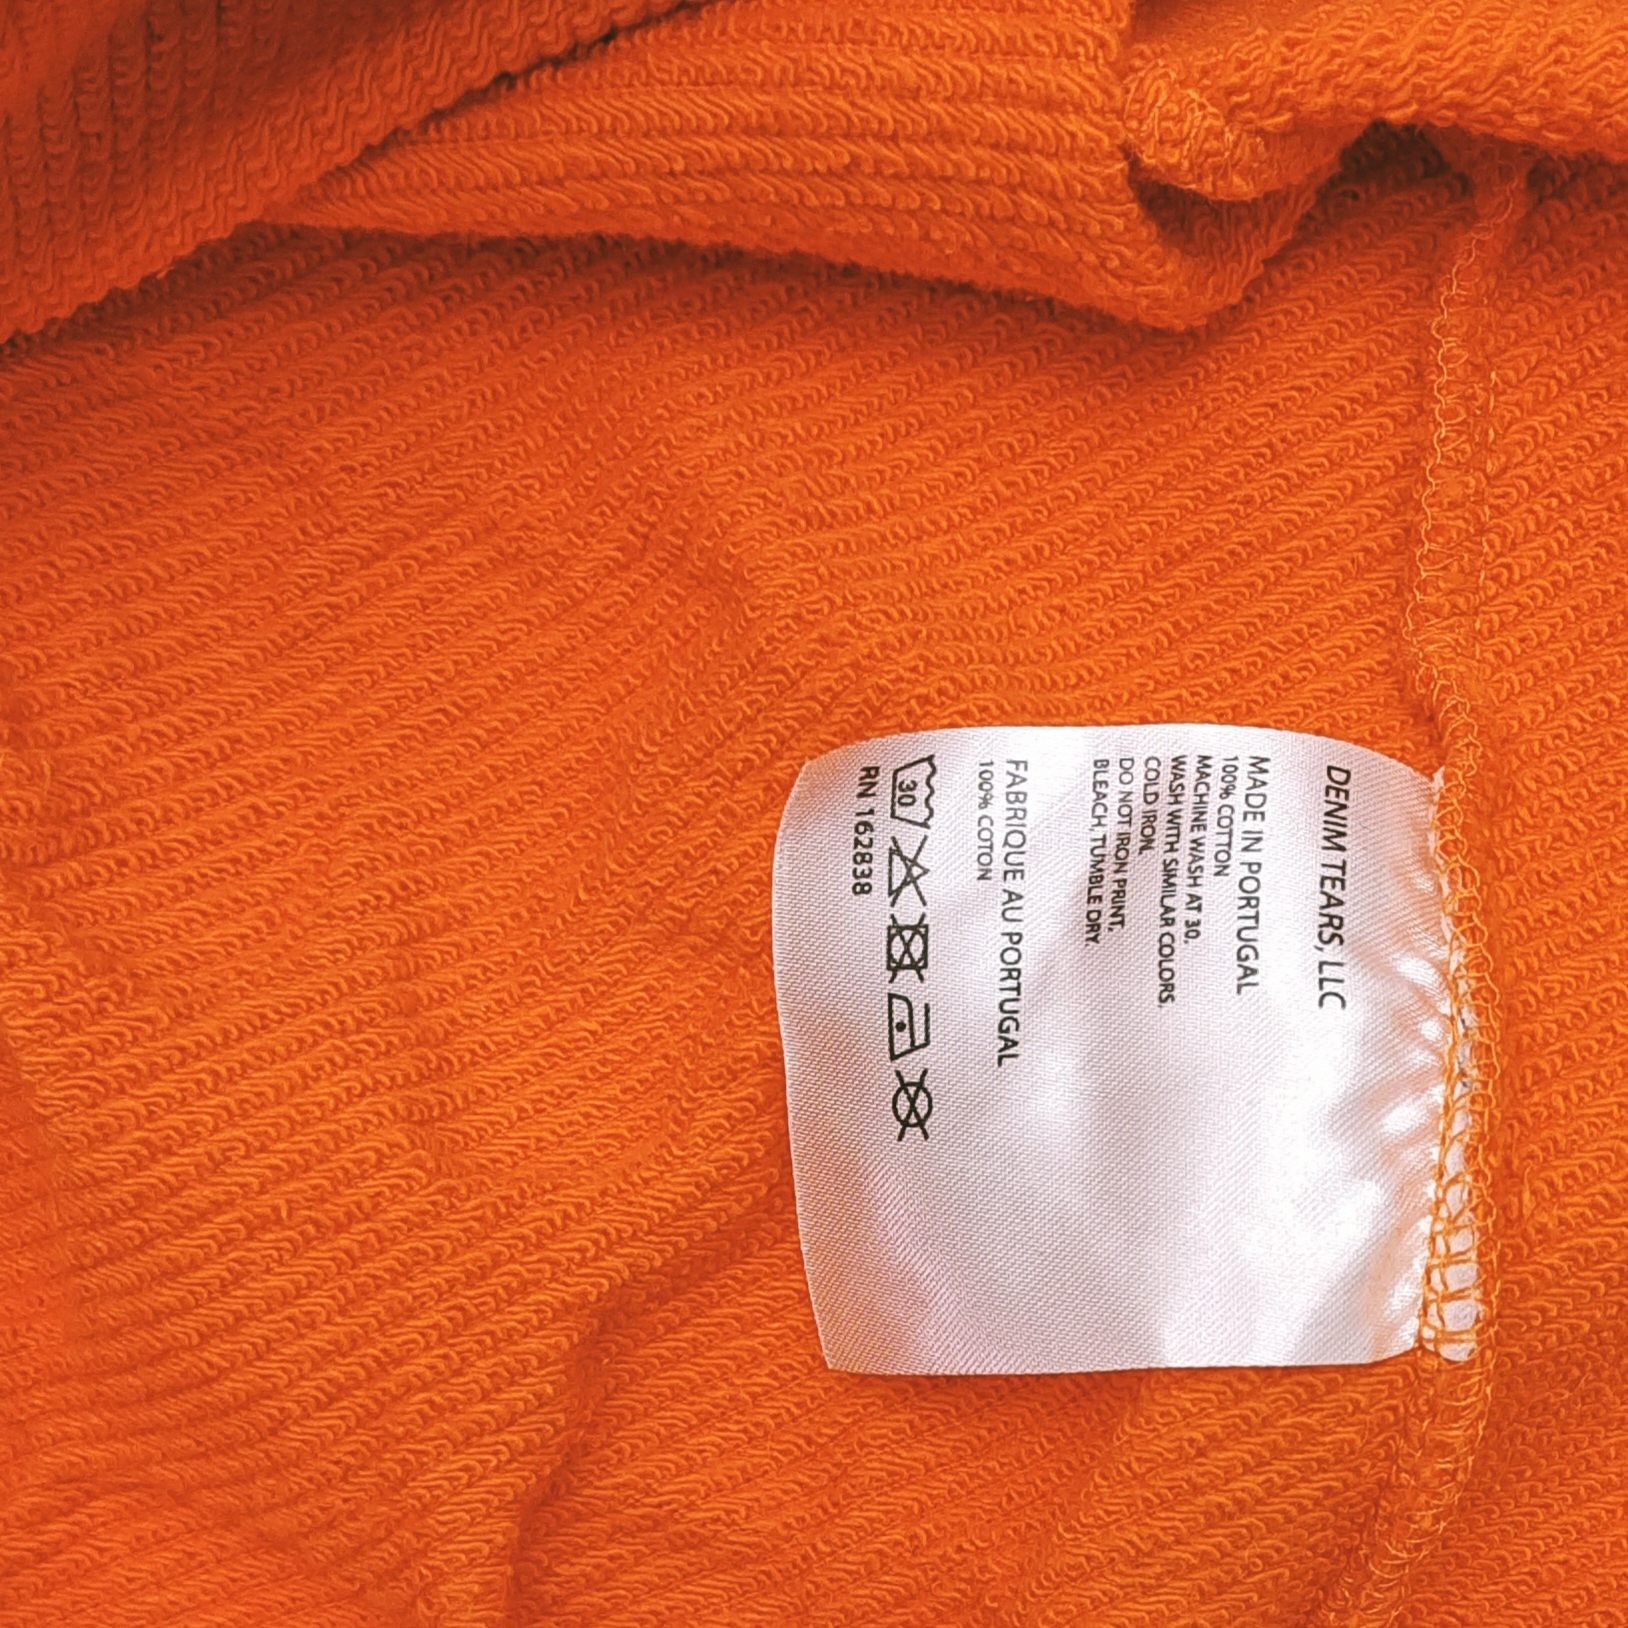 DENIM TEARS, LLC
MADE IN PORTUGAL
100% COTTON
MACHINE WASH AT 30.
WASH WITH SIMILAR COLORS.
COLD IRON.
DO NOT IRON PRINT.
BLEACH, TUMBLE DRY.
FABRIQUE AU PORTUGAL
100% COTON
30
RN 162838